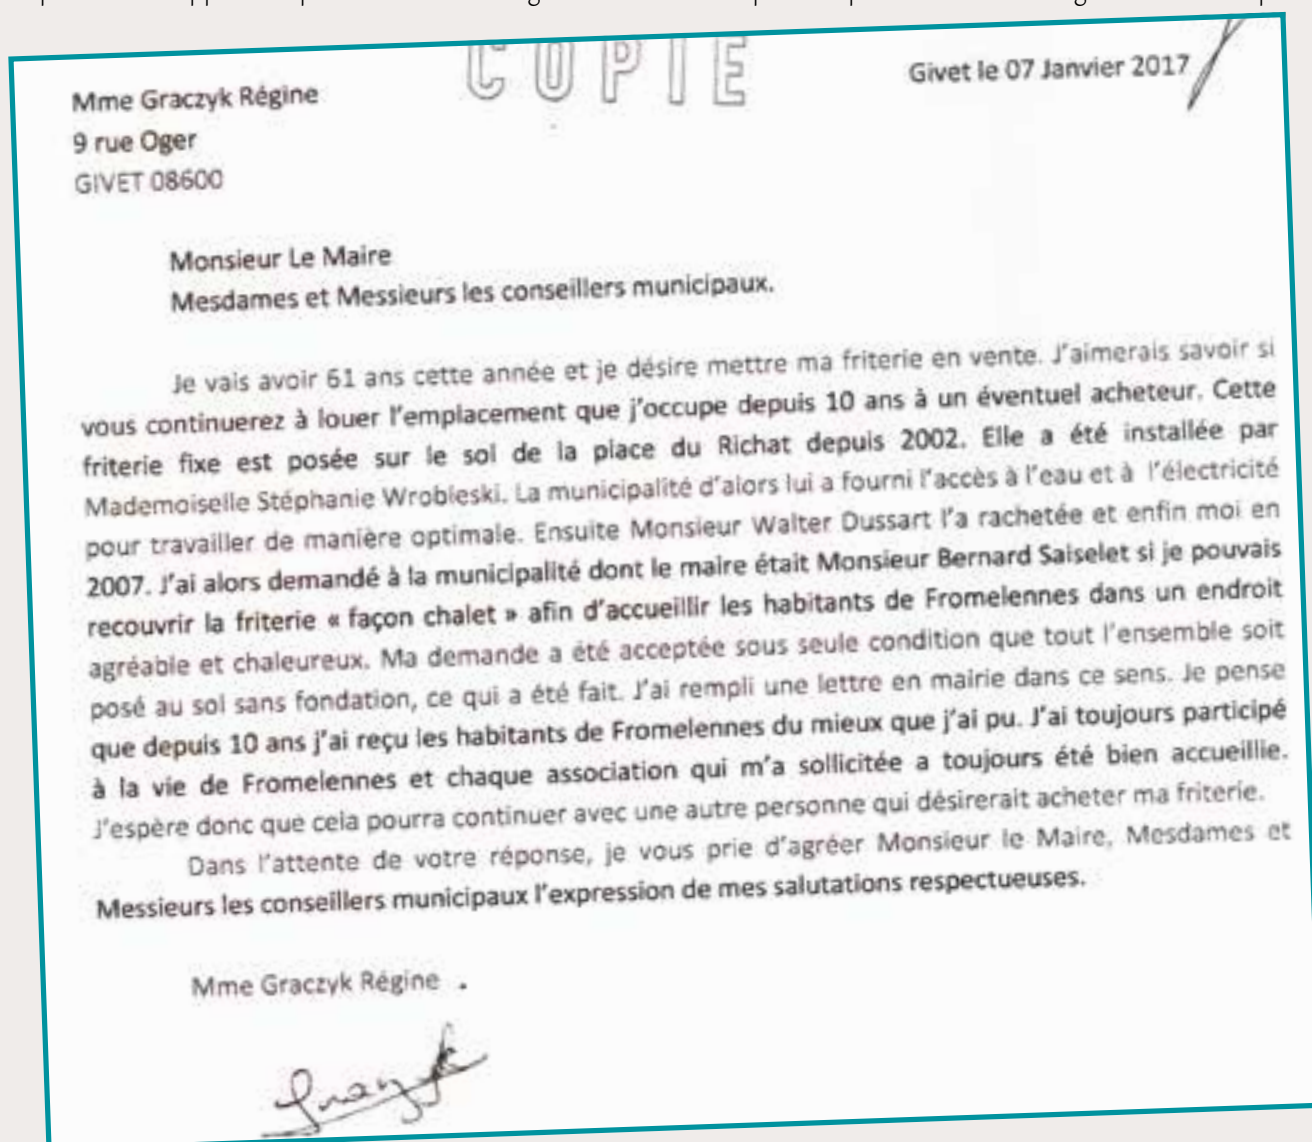 COPIE
Givet le 07 Janvier 2017
Mme Graczyk Régine
9 rue Oger
GIVET 08600
Monsieur Le Maire
Mesdames et Messieurs les conseillers municipaux.
Je vais avoir 61 ans cette année et je désire mettre ma friterie en vente. J'aimerais savoir si
vous continuerez à louer l'emplacement que j'occupe depuis 10 ans à un éventuel acheteur. Cette
friterie fixe est posée sur le sol de la place du Richat depuis 2002. Elle a été installée par
Mademoiselle Stéphanie Wrobleski. La municipalité d'alors lui a fourni l'accès à l'eau et à l'électricité
pour travailler de manière optimale. Ensuite Monsieur Walter Dussart l'a rachetée et enfin moi en
2007. J'ai alors demandé à la municipalité dont le maire était Monsieur Bernard Saiselet si je pouvais
recouvrir la friterie « façon chalet » afin d'accueillir les habitants de Fromelennes dans un endroit
agréable et chaleureux. Ma demande a été acceptée sous seule condition que tout l'ensemble soit
posé au sol sans fondation, ce qui a été fait. J'ai rempli une lettre en mairie dans ce sens. Je pense
que depuis 10 ans j'ai reçu les habitants de Fromelennes du mieux que j'ai pu. J'ai toujours participé
à la vie de Fromelennes et chaque association qui m'a sollicitée a toujours été bien accueillie.
J'espère donc que cela pourra continuer avec une autre personne qui désirerait acheter ma friterie.
Dans l'attente de votre réponse, je vous prie d'agréer Monsieur le Maire, Mesdames et
Messieurs les conseillers municipaux l'expression de mes salutations respectueuses.
Mme Graczyk Régine .
Graczyk